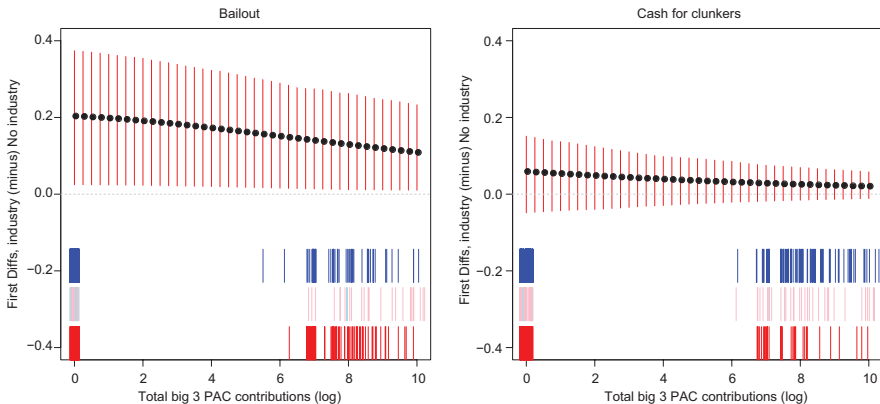 Bailout
First Diffs, industry (minus) No industry
0.4
0.2
0.0
−0.2
−0.4
0 2 4 6 8 10
Total big 3 PAC contributions (log)
Cash for clunkers
First Diffs, industry (minus) No industry
0.4
0.2
0.0
−0.2
−0.4
0 2 4 6 8 10
Total big 3 PAC contributions (log)